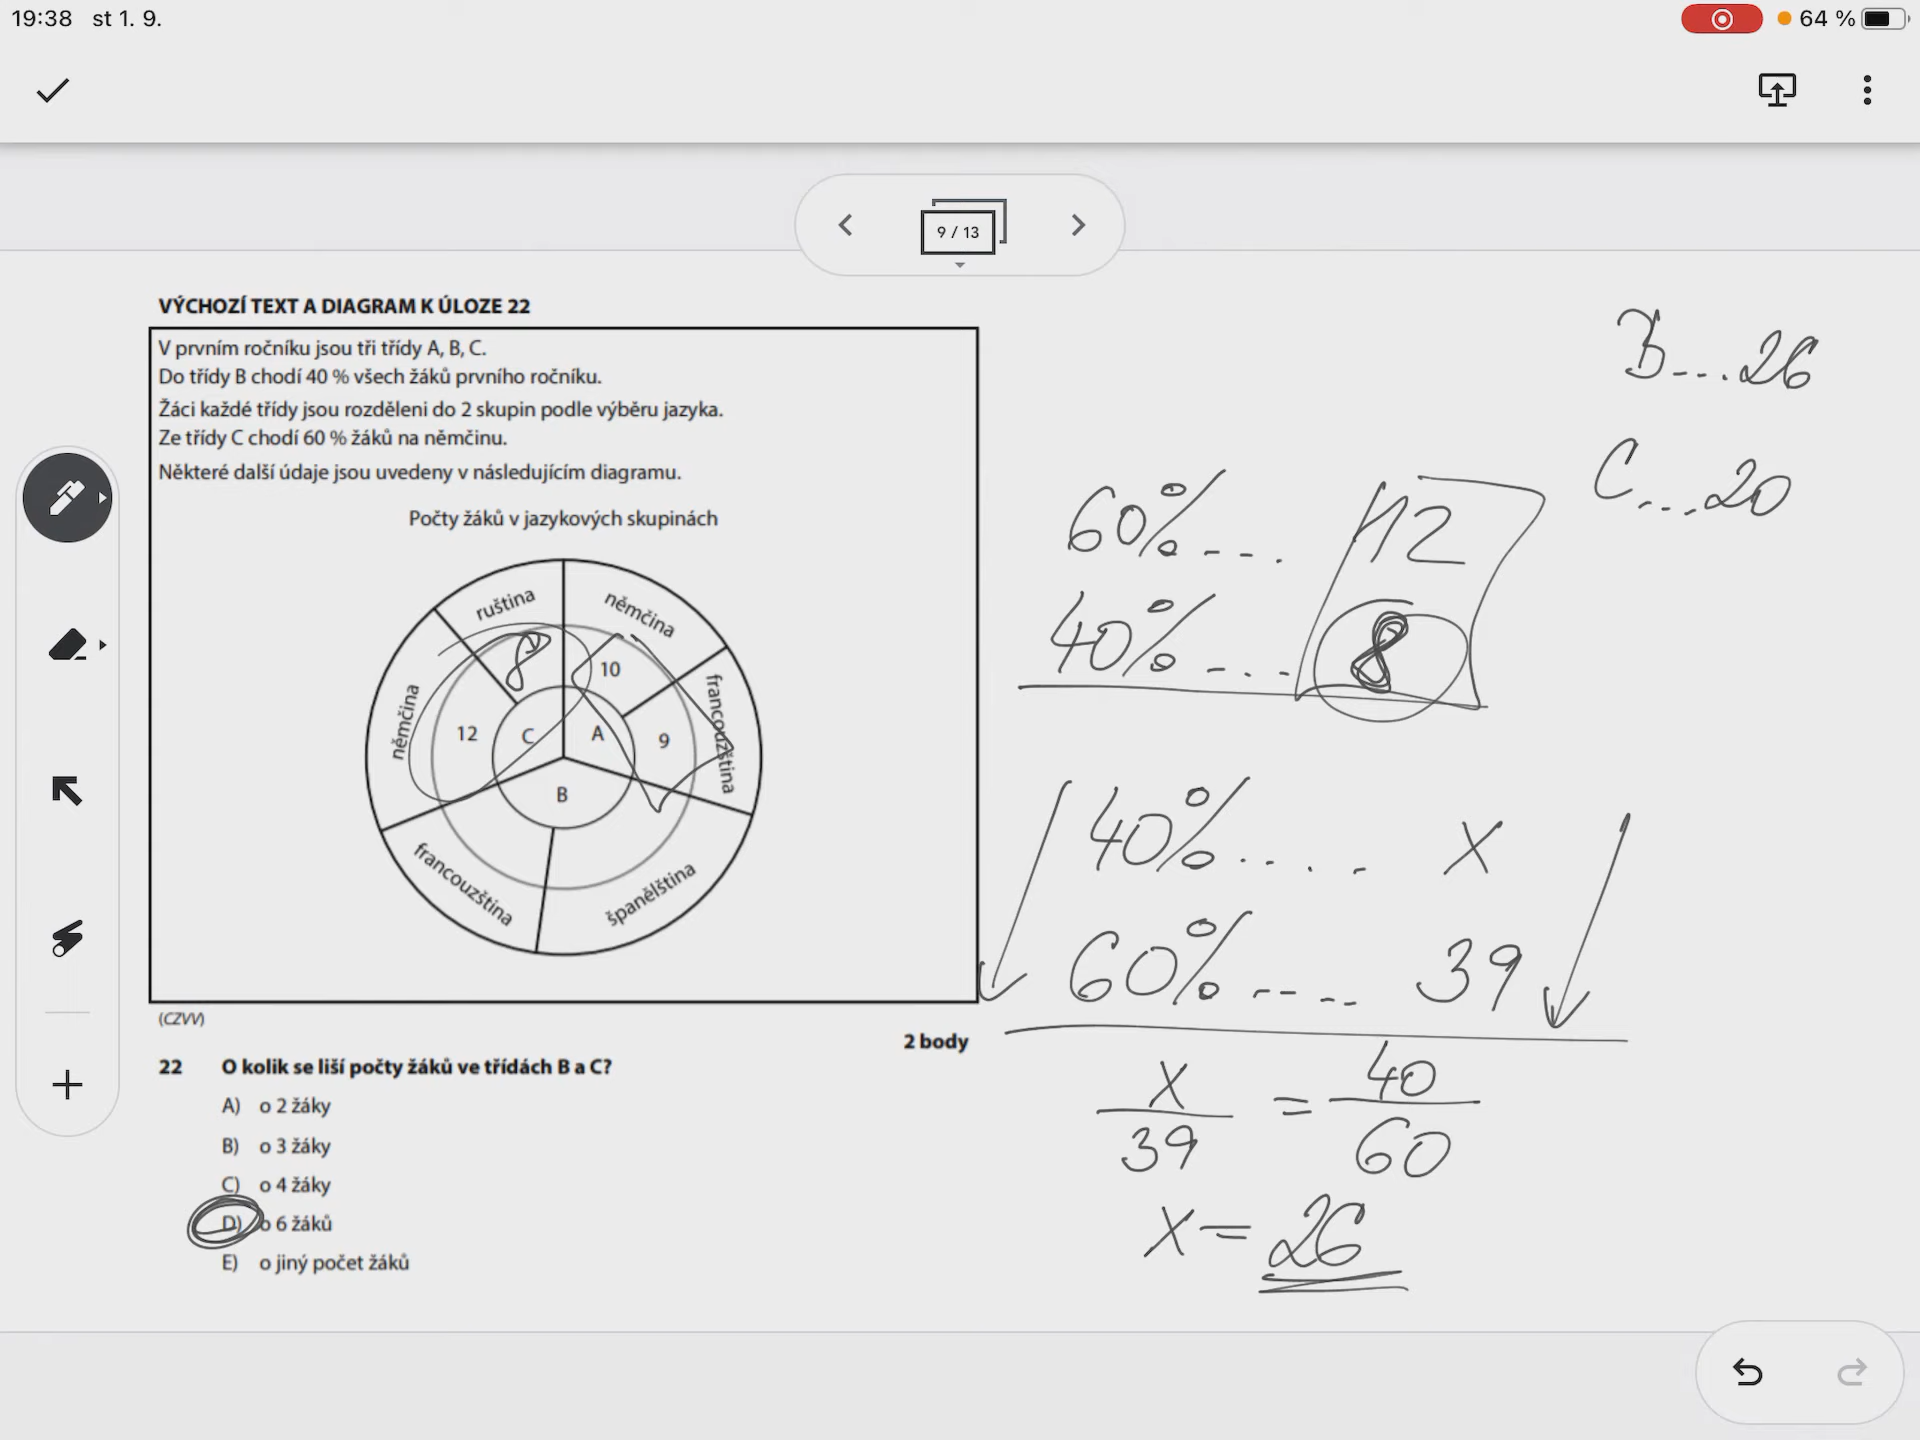 19:38 st 1. 9.
64 %
9 / 13
VÝCHOZÍ TEXT A DIAGRAM K ÚLOZE 22
V prvním ročníku jsou tři třídy A, B, C.
Do třídy B chodí 40 % všech žáků prvního ročníku.
Žáci každé třídy jsou rozděleni do 2 skupin podle výběru jazyka.
Ze třídy C chodí 60 % žáků na němčinu.
Některé další údaje jsou uvedeny v následujícím diagramu.
Počty žáků v jazykových skupinách
ruština
němčina
8
10
němčina
francouzština
12
C
A
9
B
francouzština
španělština
(CZVV)
2 body
22 O kolik se liší počty žáků ve třídách B a C?
A) o 2 žáky
B) o 3 žáky
C) o 4 žáky
D) o 6 žáků
E) o jiný počet žáků
B...26
C...20
60%... 12
40%... 8
40%.... x
60%.... 39
x/39 = 40/60
x = 26